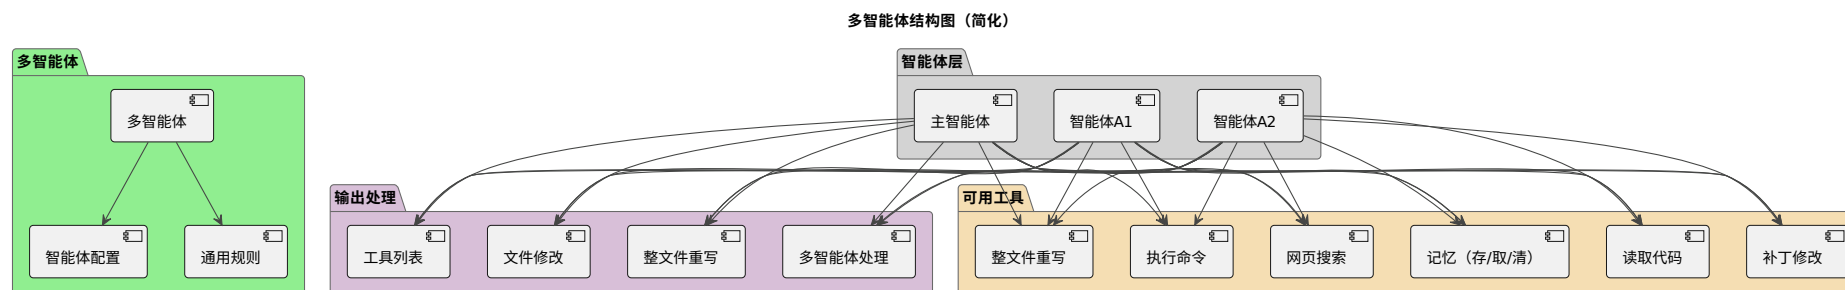 多智能体结构图（简化）
多智能体
智能体层
多智能体
主智能体
智能体A1
智能体A2
输出处理
可用工具
智能体配置
通用规则
工具列表
文件修改
整文件重写
多智能体处理
整文件重写
执行命令
网页搜索
记忆（存/取/清）
读取代码
补丁修改